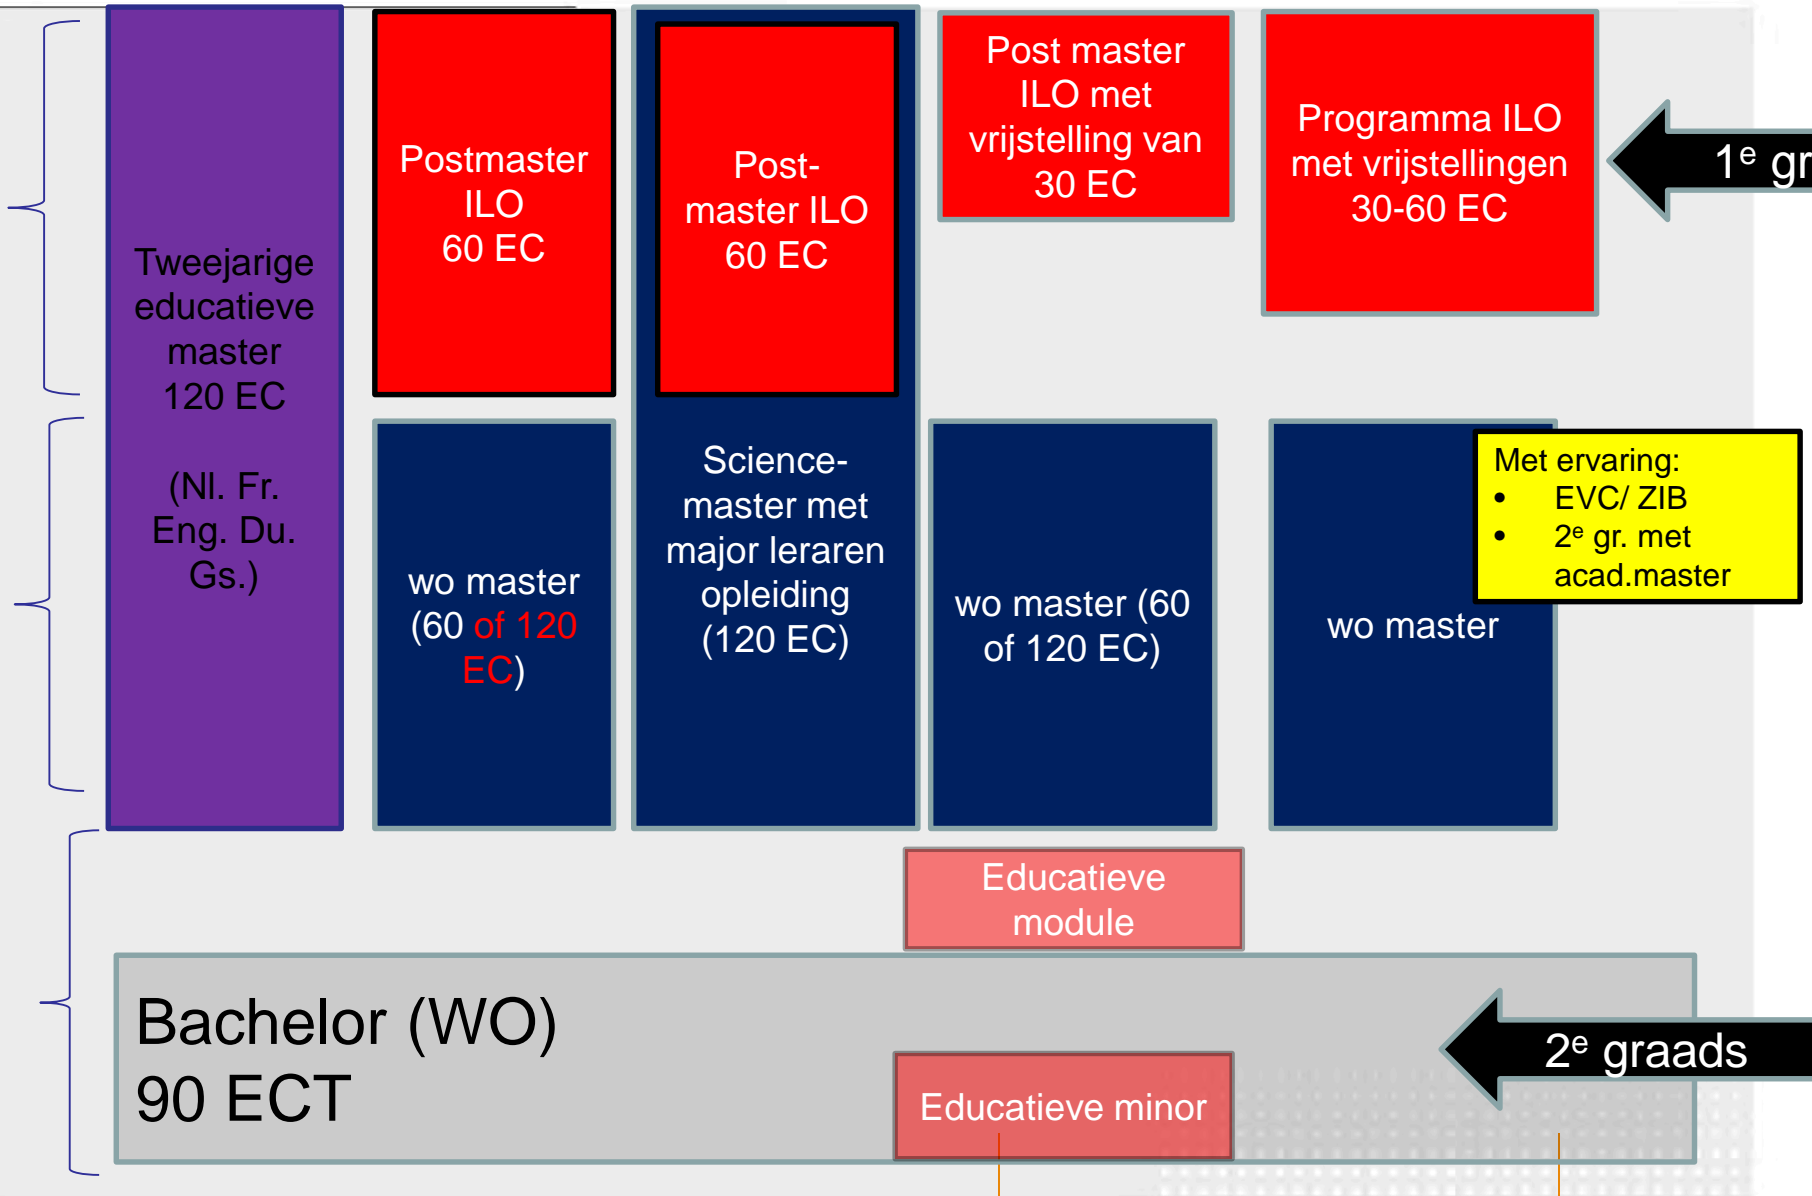 Tweejarige
educatieve
master
120 EC
(Nl. Fr.
Eng. Du.
Gs.)
Postmaster
ILO
60 EC
wo master
(60 of 120
EC)
Post-
master ILO
60 EC
Science-
master met
major leraren
opleiding
(120 EC)
Post master
ILO met
vrijstelling van
30 EC
wo master (60
of 120 EC)
Programma ILO
met vrijstellingen
30-60 EC
wo master
Met ervaring:
• EVC/ ZIB
• 2e gr. met
acad.master
1e gr
Educatieve
module
Bachelor (WO)
90 ECT
Educatieve minor
2e graads